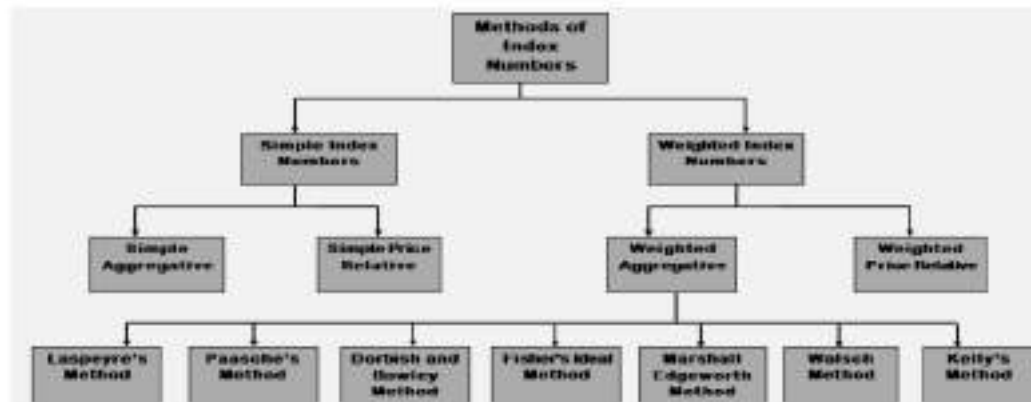 Methods of
Index
Numbers
Simple Index
Numbers
Weighted Index
Numbers
Simple
Aggregative
Simple Price
Relative
Weighted
Aggregative
Weighted
Price Relative
Laspeyre's
Method
Paasche's
Method
Dorbish and
Bowley
Method
Fisher's Ideal
Method
Marshall
Edgeworth
Method
Walsch
Method
Kelly's
Method